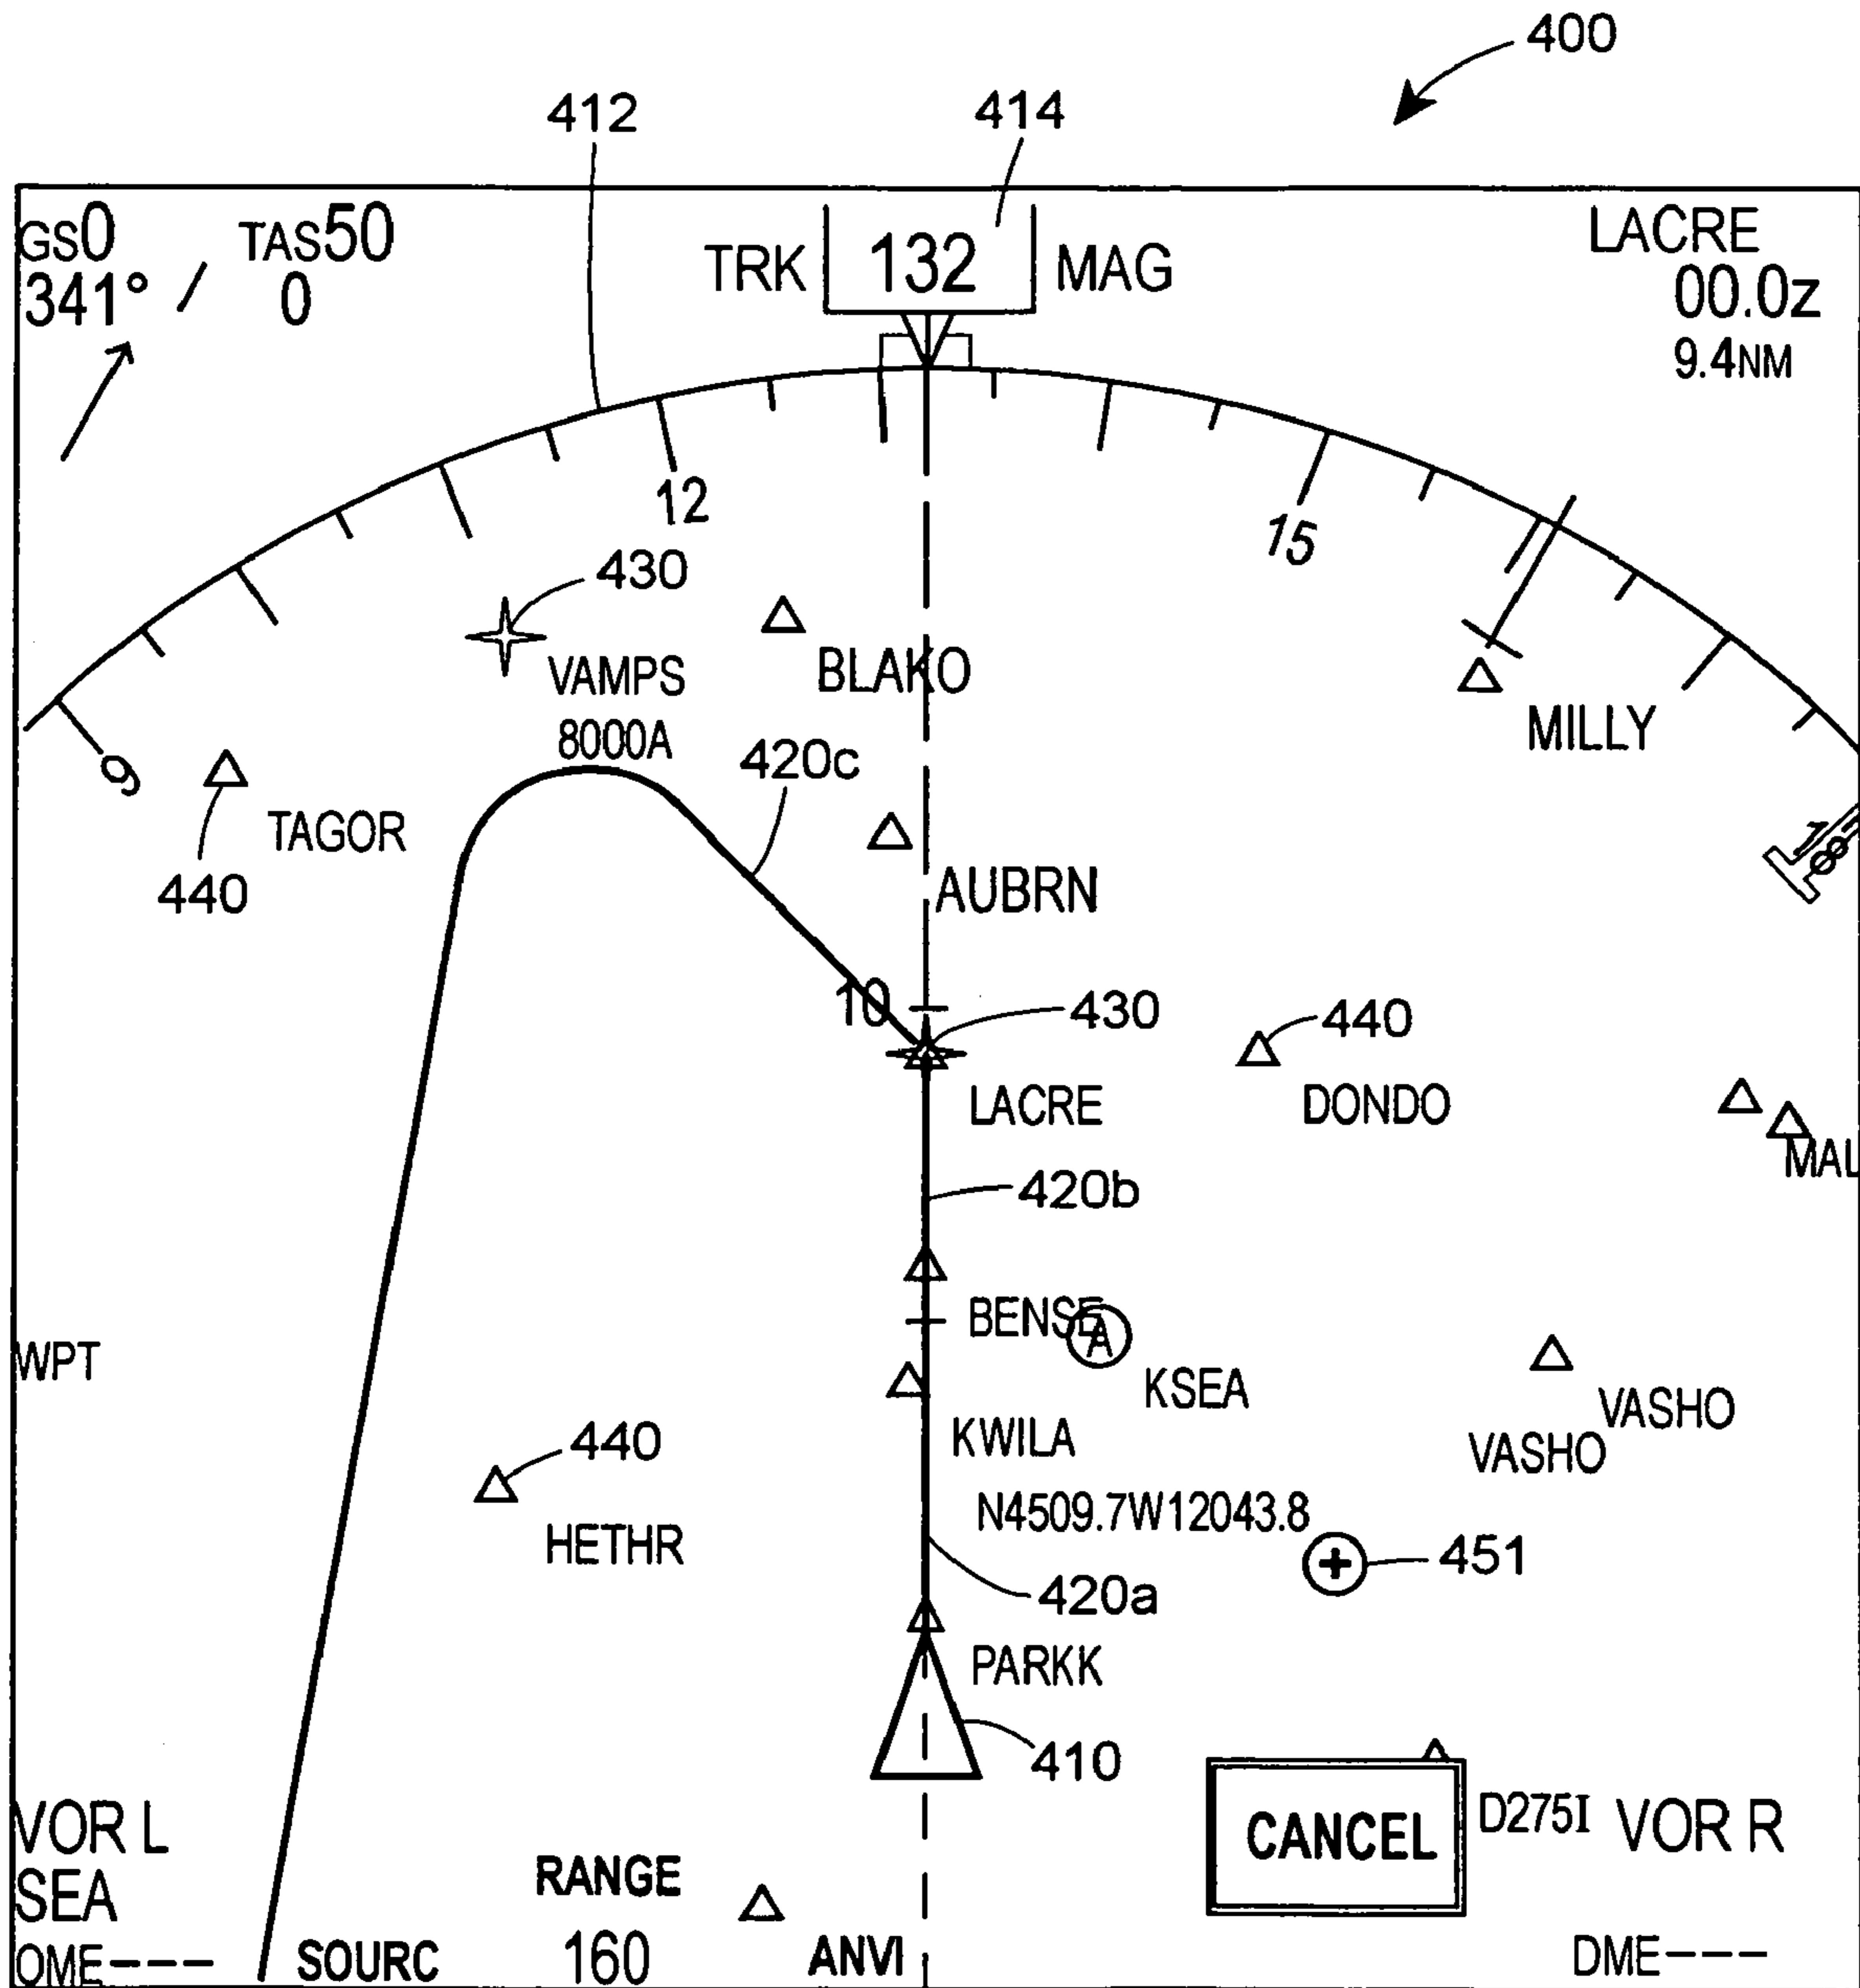 400
412
414
GS0 TAS50
341° / 0
TRK 132 MAG
LACRE
00.0z
9.4NM
12
15
430
VAMPS
8000A
BLAKO
MILLY
9
420c
TAGOR
440
18
AUBRN
10
430
440
LACRE
DONDO
MAL
420b
BENSE
A
WPT
KSEA
VASHO
KWILA
VASHO
440
N4509.7W12043.8
HETHR
451
420a
PARKK
410
CANCEL
D275I
VOR R
VOR L
SEA
RANGE
OME---
SOURC
160
ANVI
DME---